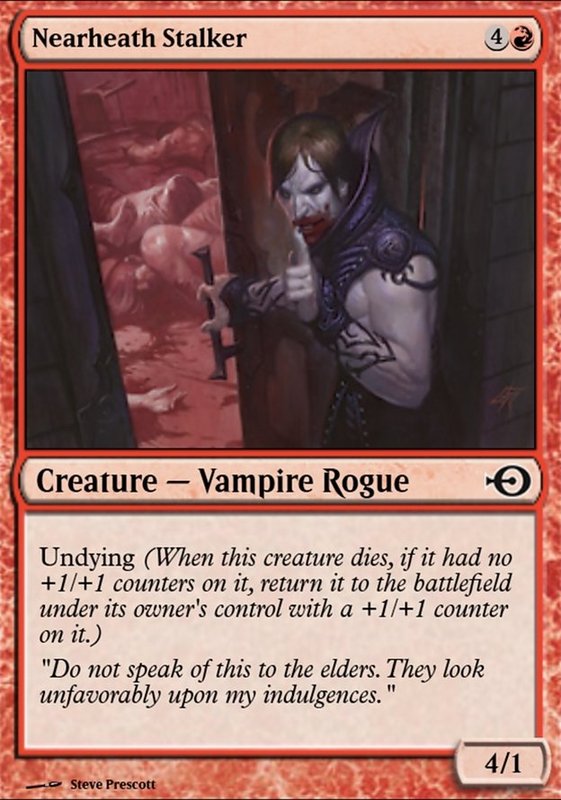 Nearheath Stalker 4
Creature — Vampire Rogue
Undying (When this creature dies, if it had no
+1/+1 counters on it, return it to the battlefield
under its owner's control with a +1/+1 counter
on it.)
"Do not speak of this to the elders. They look
unfavorably upon my indulgences."
4/1
Steve Prescott